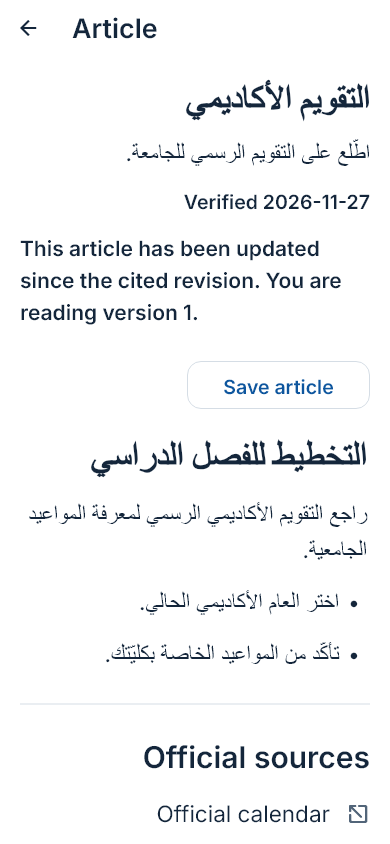 Article
التقويم الأكاديمي
اطّلع على التقويم الرسمي للجامعة.
Verified 2026-11-27
This article has been updated
since the cited revision. You are
reading version 1.
Save article
التخطيط للفصل الدراسي
راجع التقويم الأكاديمي الرسمي لمعرفة المواعيد
الجامعية.
• اختر العام الأكاديمي الحالي.
• تأكّد من المواعيد الخاصة بكليّتك.
Official sources
Official calendar